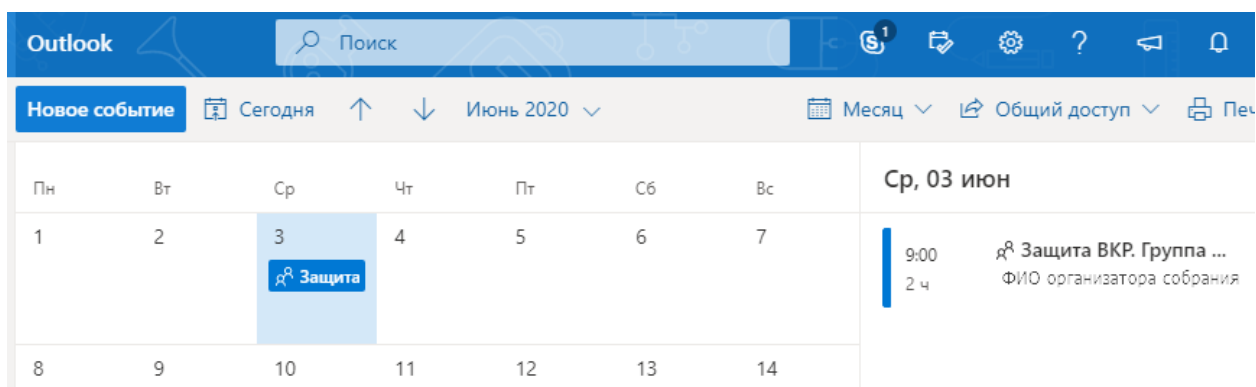 Outlook Поиск 1 ?
Новое событие Сегодня Июнь 2020 Месяц Общий доступ
Пн Вт Ср Чт Пт Сб Вс
1 2 3 4 5 6 7
Защита
8 9 10 11 12 13 14
Ср, 03 июн
9:00 Защита ВКР. Группа ...
2 ч ФИО организатора собрания